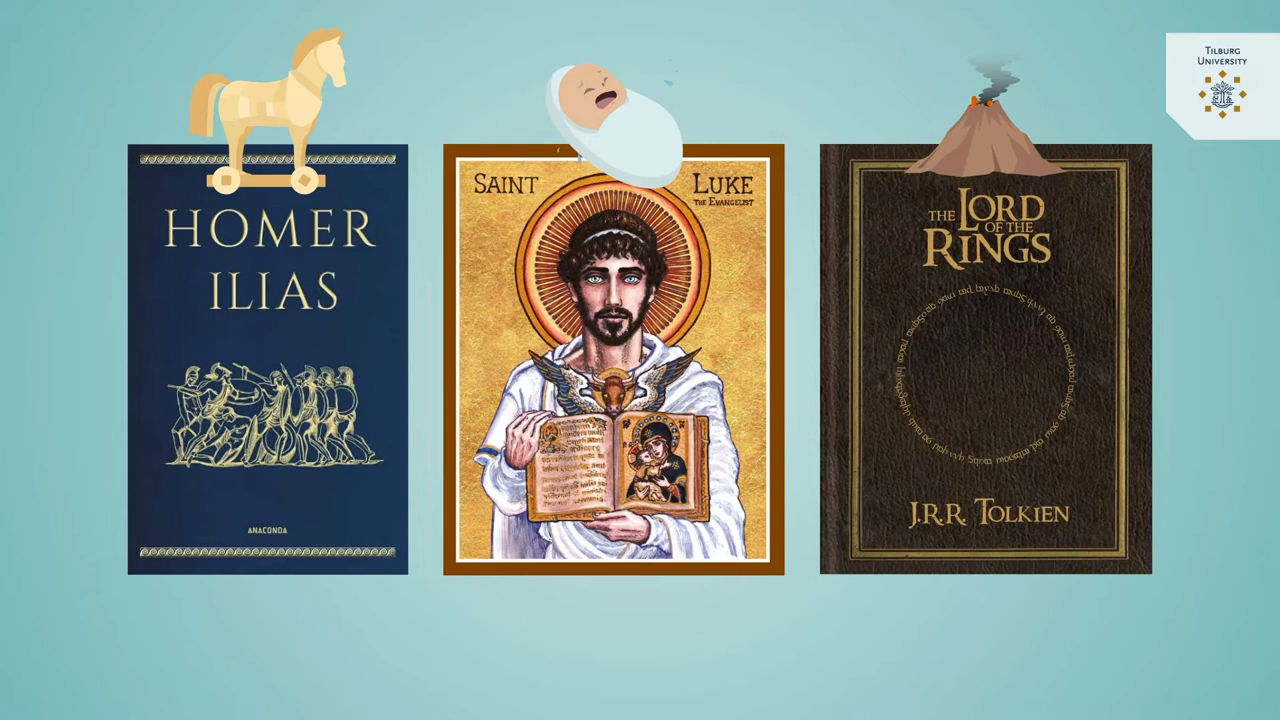 TILBURG
UNIVERSITY
HOMER
ILIAS
ANACONDA
SAINT
LUKE
THE EVANGELIST
THE LORD
OF THE
RINGS
J.R.R. TOLKIEN